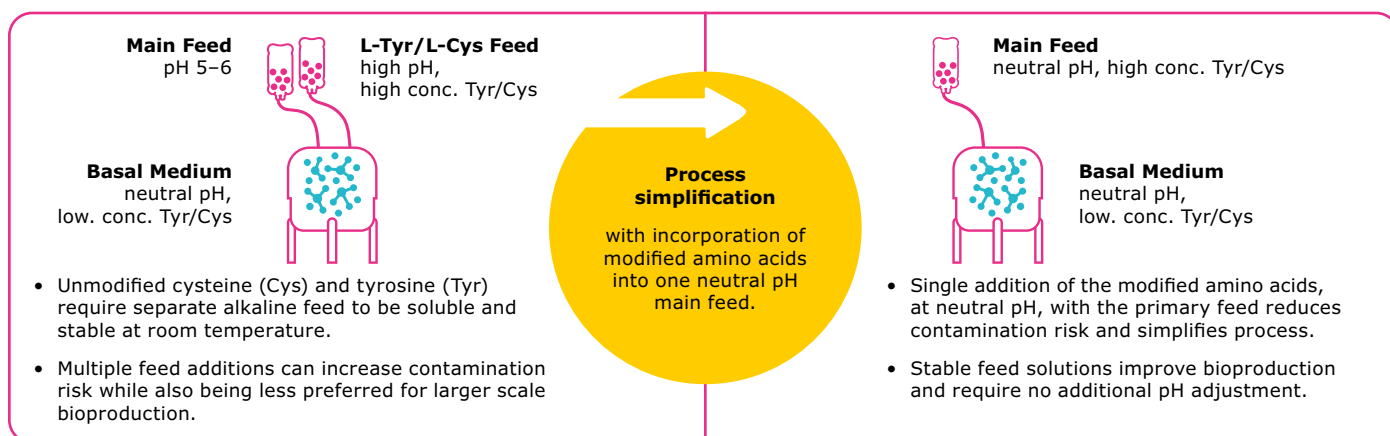 Main Feed
pH 5–6
L-Tyr/L-Cys Feed
high pH,
high conc. Tyr/Cys
Basal Medium
neutral pH,
low. conc. Tyr/Cys
• Unmodified cysteine (Cys) and tyrosine (Tyr)
require separate alkaline feed to be soluble and
stable at room temperature.
• Multiple feed additions can increase contamination
risk while also being less preferred for larger scale
bioproduction.
Process
simplification
with incorporation of
modified amino acids
into one neutral pH
main feed.
Main Feed
neutral pH, high conc. Tyr/Cys
Basal Medium
neutral pH,
low. conc. Tyr/Cys
• Single addition of the modified amino acids,
at neutral pH, with the primary feed reduces
contamination risk and simplifies process.
• Stable feed solutions improve bioproduction
and require no additional pH adjustment.